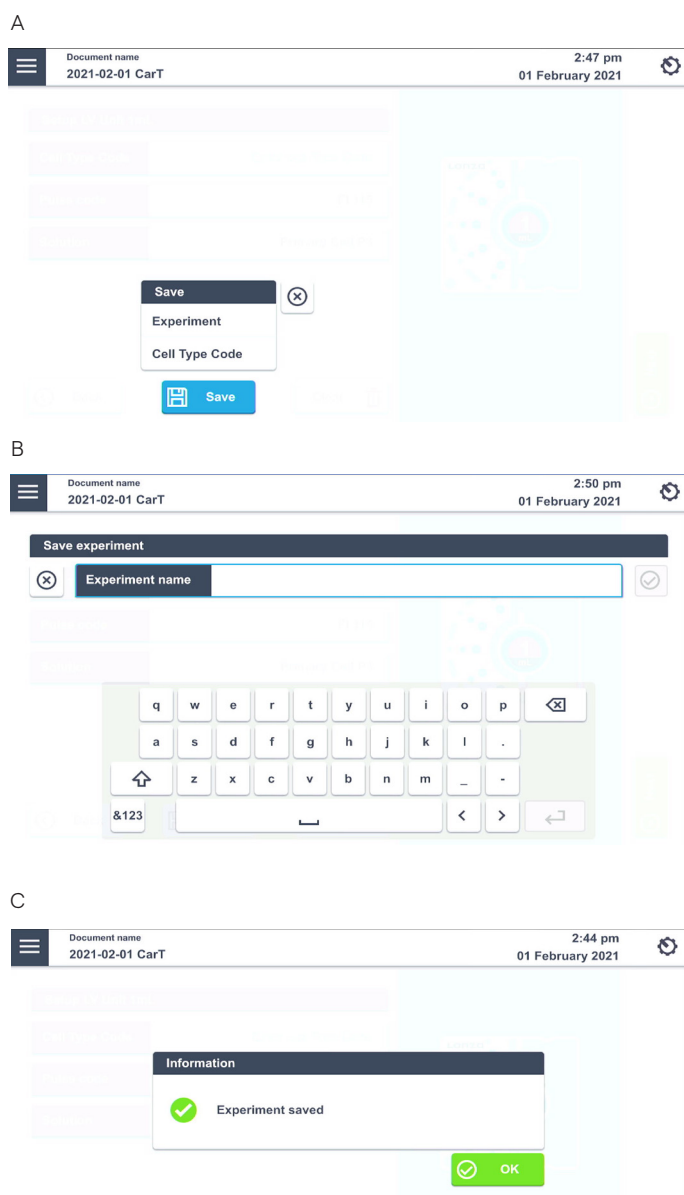 A
Document name
2021-02-01 CarT
2:47 pm
01 February 2021
Save
Experiment
Cell Type Code
Save
B
Document name
2021-02-01 CarT
2:50 pm
01 February 2021
Save experiment
Experiment name
q w e r t y u i o p
a s d f g h j k l .
z x c v b n m _ -
&123 < >
C
Document name
2021-02-01 CarT
2:44 pm
01 February 2021
Information
Experiment saved
OK